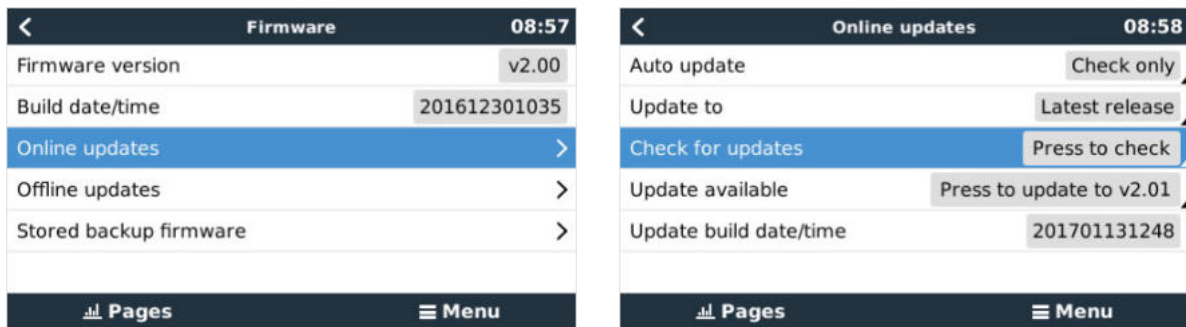 Firmware 08:57
Firmware version v2.00
Build date/time 201612301035
Online updates
Offline updates
Stored backup firmware
Pages Menu
Online updates 08:58
Auto update Check only
Update to Latest release
Check for updates Press to check
Update available Press to update to v2.01
Update build date/time 201701131248
Pages Menu